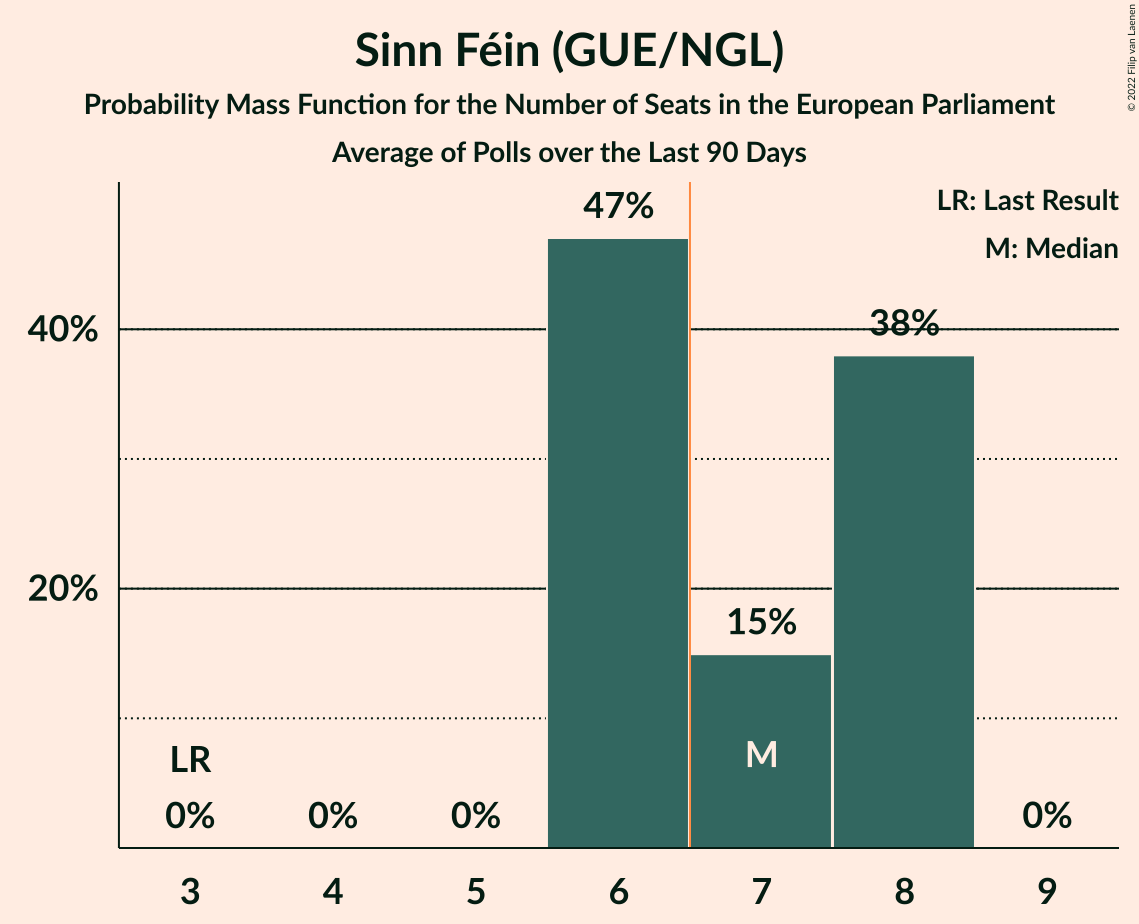 Sinn Féin (GUE/NGL)
Probability Mass Function for the Number of Seats in the European Parliament
Average of Polls over the Last 90 Days
© 2022 Filip van Laenen
LR: Last Result
M: Median
47%
38%
40%
20%
15%
M
LR
0%
0%
0%
0%
3
4
5
6
7
8
9